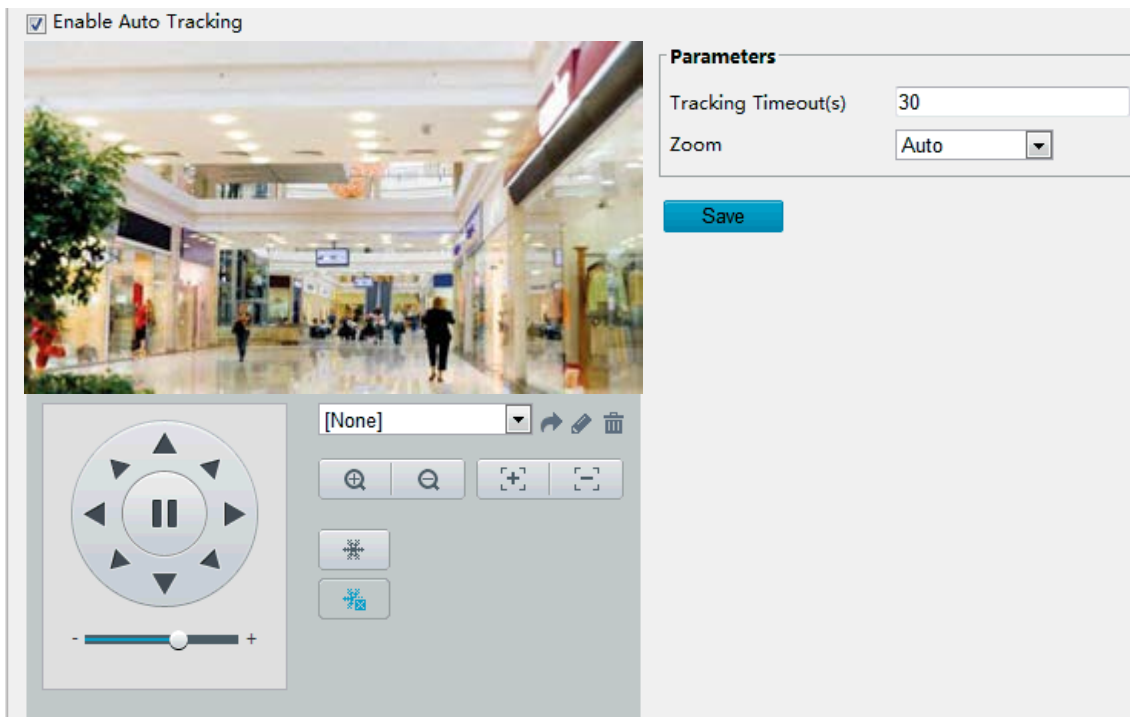 Enable Auto Tracking
Parameters
Tracking Timeout(s) 30
Zoom Auto
Save
[None]
- +